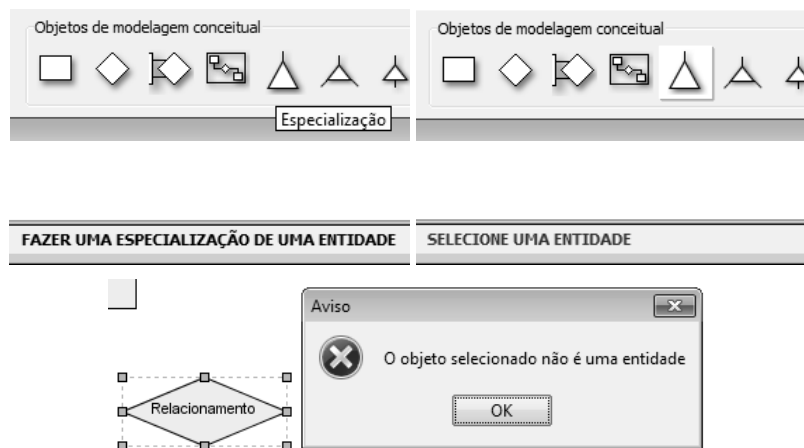 Objetos de modelagem conceitual
Objetos de modelagem conceitual
Especialização
FAZER UMA ESPECIALIZAÇÃO DE UMA ENTIDADE
SELECIONE UMA ENTIDADE
Aviso
O objeto selecionado não é uma entidade
Relacionamento
OK